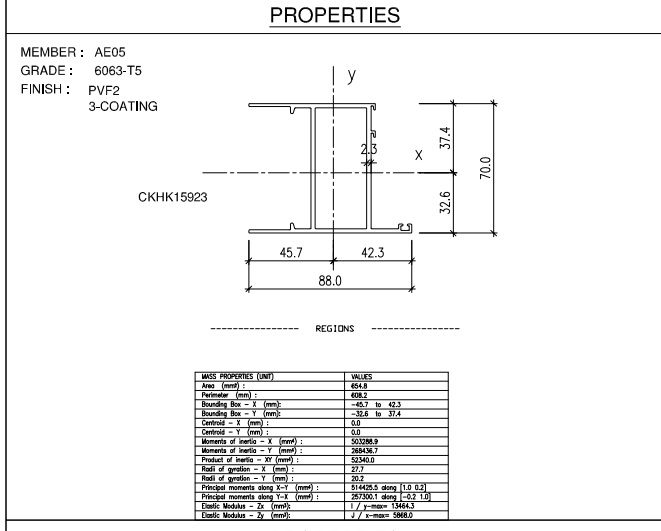 PROPERTIES
MEMBER : AE05
GRADE : 6063-T5
FINISH : PVF2
3-COATING
y
2.3
X
37.4
70.0
32.6
CKHK15923
45.7
42.3
88.0
---------------- REGIONS ----------------
MASS PROPERTIES (UNIT) VALUES
Area (mm²) : 654.8
Perimeter (mm) : 608.2
Bounding Box - X (mm): -45.7 to 42.3
Bounding Box - Y (mm): -32.6 to 37.4
Centroid - X (mm) : 0.0
Centroid - Y (mm) : 0.0
Moments of inertia - X (mm⁴) : 503288.9
Moments of inertia - Y (mm⁴) : 268436.7
Product of inertia - XY (mm⁴) : 52340.0
Radii of gyration - X (mm) : 27.7
Radii of gyration - Y (mm) : 20.2
Principal moments along X-Y (mm⁴) : 514425.5 along [1.0 0.2]
Principal moments along Y-X (mm⁴) : 257300.1 along [-0.2 1.0]
Elastic Modulus - Zx (mm³): I / y-max= 13464.3
Elastic Modulus - Zy (mm³): J / x-max= 5868.0